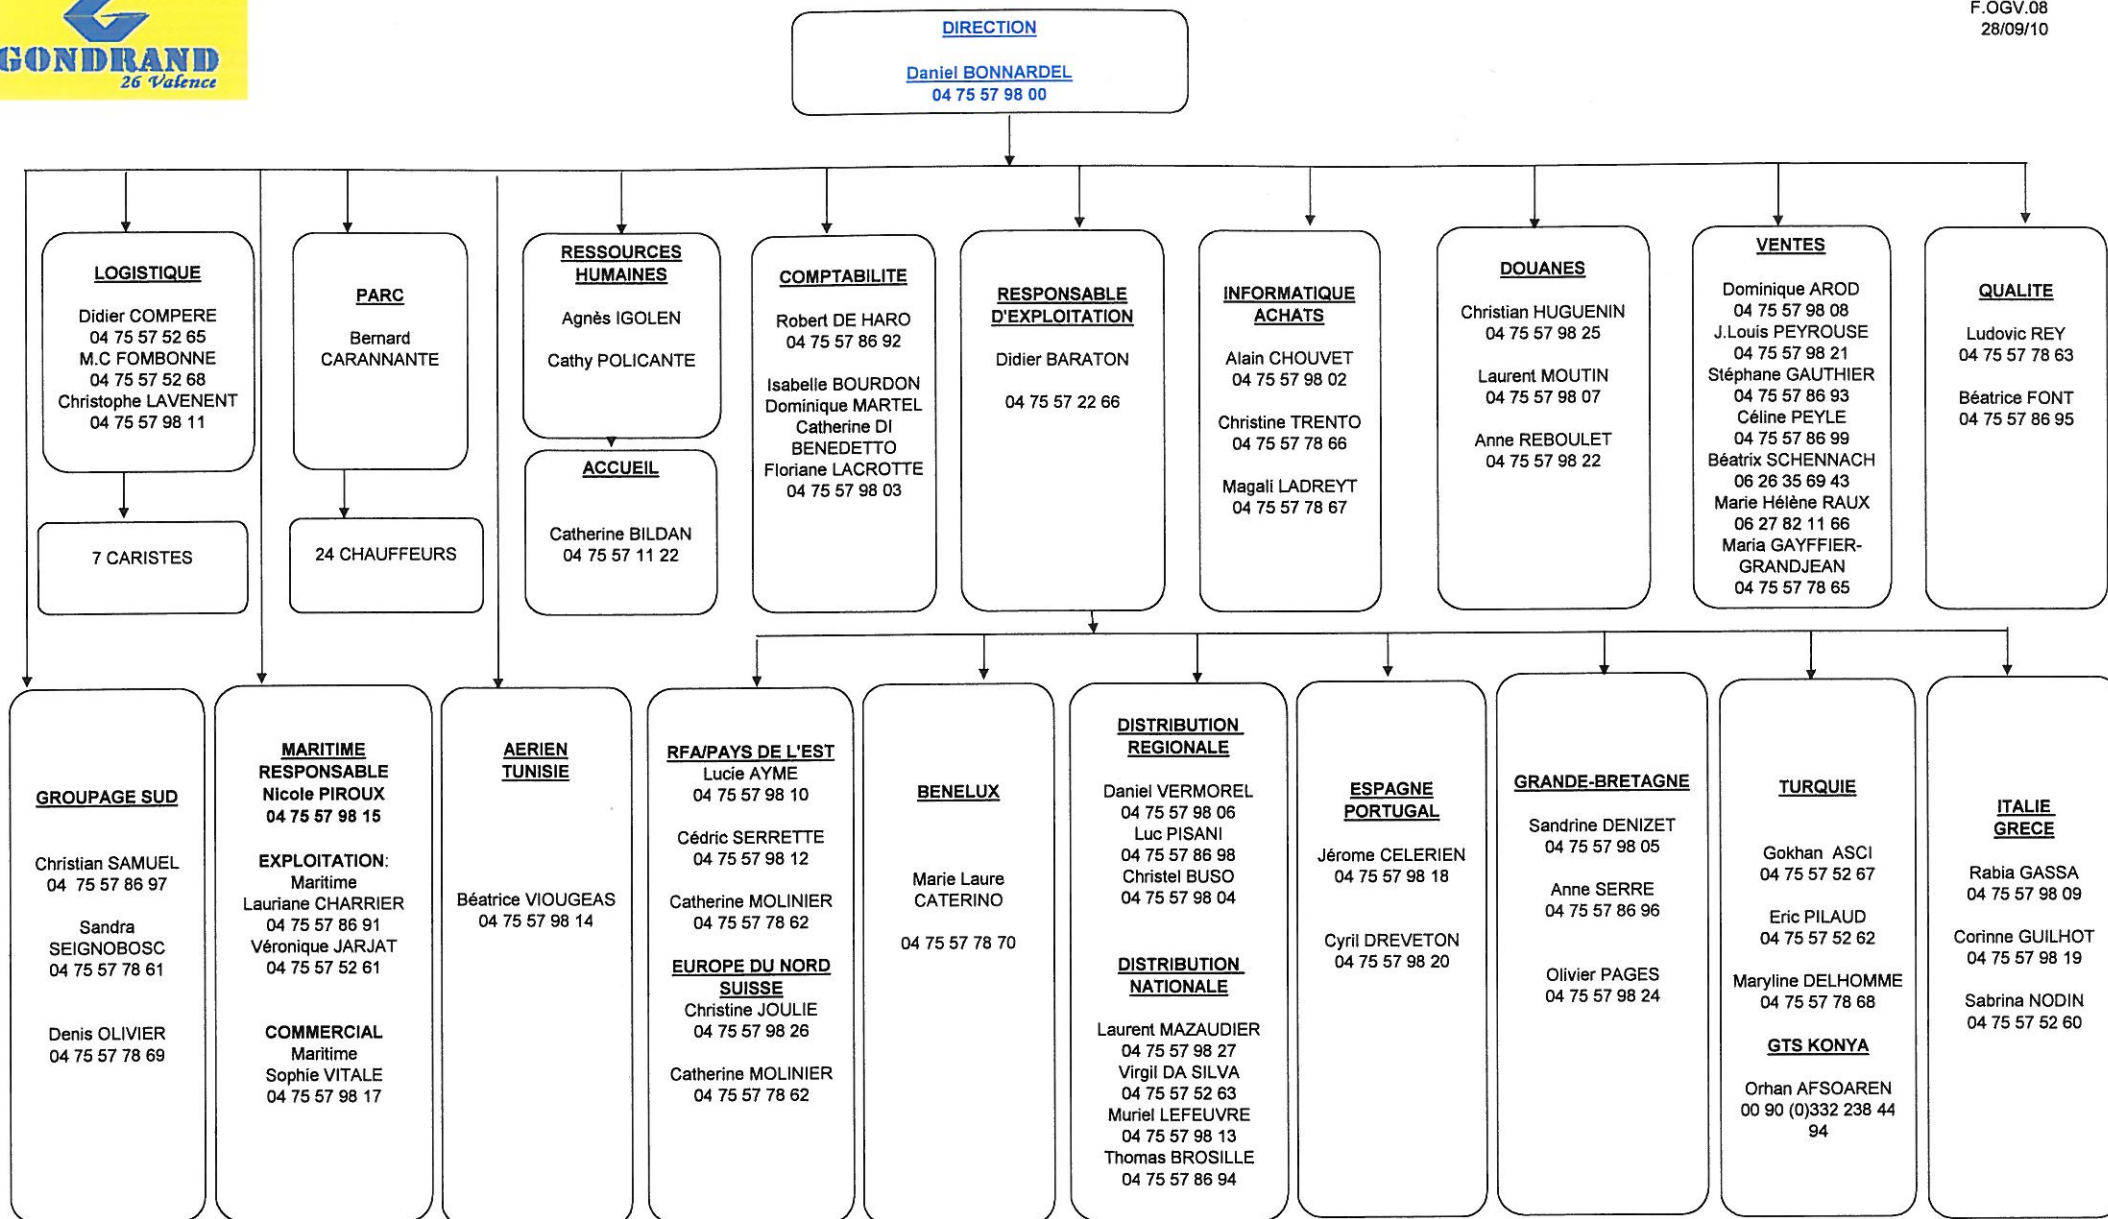 GONDRAND
26 Valence
F.OGV.08
28/09/10
DIRECTION
Daniel BONNARDEL
04 75 57 98 00
LOGISTIQUE
Didier COMPERE
04 75 57 52 65
M.C FOMBONNE
04 75 57 52 68
Christophe LAVENENT
04 75 57 98 11
7 CARISTES
PARC
Bernard
CARANNANTE
24 CHAUFFEURS
RESSOURCES
HUMAINES
Agnès IGOLEN
Cathy POLICANTE
ACCUEIL
Catherine BILDAN
04 75 57 11 22
COMPTABILITE
Robert DE HARO
04 75 57 86 92
Isabelle BOURDON
Dominique MARTEL
Catherine DI
BENEDETTO
Floriane LACROTTE
04 75 57 98 03
RESPONSABLE
D'EXPLOITATION
Didier BARATON
04 75 57 22 66
INFORMATIQUE
ACHATS
Alain CHOUVET
04 75 57 98 02
Christine TRENTO
04 75 57 78 66
Magali LADREYT
04 75 57 78 67
DOUANES
Christian HUGUENIN
04 75 57 98 25
Laurent MOUTIN
04 75 57 98 07
Anne REBOULET
04 75 57 98 22
VENTES
Dominique AROD
04 75 57 98 08
J.Louis PEYROUSE
04 75 57 98 21
Stéphane GAUTHIER
04 75 57 86 93
Céline PEYLE
04 75 57 86 99
Béatrix SCHENNACH
06 26 35 69 43
Marie Hélène RAUX
06 27 82 11 66
Maria GAYFFIER-
GRANDJEAN
04 75 57 78 65
QUALITE
Ludovic REY
04 75 57 78 63
Béatrice FONT
04 75 57 86 95
GROUPAGE SUD
Christian SAMUEL
04 75 57 86 97
Sandra
SEIGNOBOSC
04 75 57 78 61
Denis OLIVIER
04 75 57 78 69
MARITIME
RESPONSABLE
Nicole PIROUX
04 75 57 98 15
EXPLOITATION:
Maritime
Lauriane CHARRIER
04 75 57 86 91
Véronique JARJAT
04 75 57 52 61
COMMERCIAL
Maritime
Sophie VITALE
04 75 57 98 17
AERIEN
TUNISIE
Béatrice VIOUGEAS
04 75 57 98 14
RFA/PAYS DE L'EST
Lucie AYME
04 75 57 98 10
Cédric SERRETTE
04 75 57 98 12
Catherine MOLINIER
04 75 57 78 62
EUROPE DU NORD
SUISSE
Christine JOULIE
04 75 57 98 26
Catherine MOLINIER
04 75 57 78 62
BENELUX
Marie Laure
CATERINO
04 75 57 78 70
DISTRIBUTION
REGIONALE
Daniel VERMOREL
04 75 57 98 06
Luc PISANI
04 75 57 86 98
Christel BUSO
04 75 57 98 04
DISTRIBUTION
NATIONALE
Laurent MAZAUDIER
04 75 57 98 27
Virgil DA SILVA
04 75 57 52 63
Muriel LEFEUVRE
04 75 57 98 13
Thomas BROSILLE
04 75 57 86 94
ESPAGNE
PORTUGAL
Jérome CELERIEN
04 75 57 98 18
Cyril DREVETON
04 75 57 98 20
GRANDE-BRETAGNE
Sandrine DENIZET
04 75 57 98 05
Anne SERRE
04 75 57 86 96
Olivier PAGES
04 75 57 98 24
TURQUIE
Gokhan ASCI
04 75 57 52 67
Eric PILAUD
04 75 57 52 62
Maryline DELHOMME
04 75 57 78 68
GTS KONYA
Orhan AFSOAREN
00 90 (0)332 238 44
94
ITALIE
GRECE
Rabia GASSA
04 75 57 98 09
Corinne GUILHOT
04 75 57 98 19
Sabrina NODIN
04 75 57 52 60